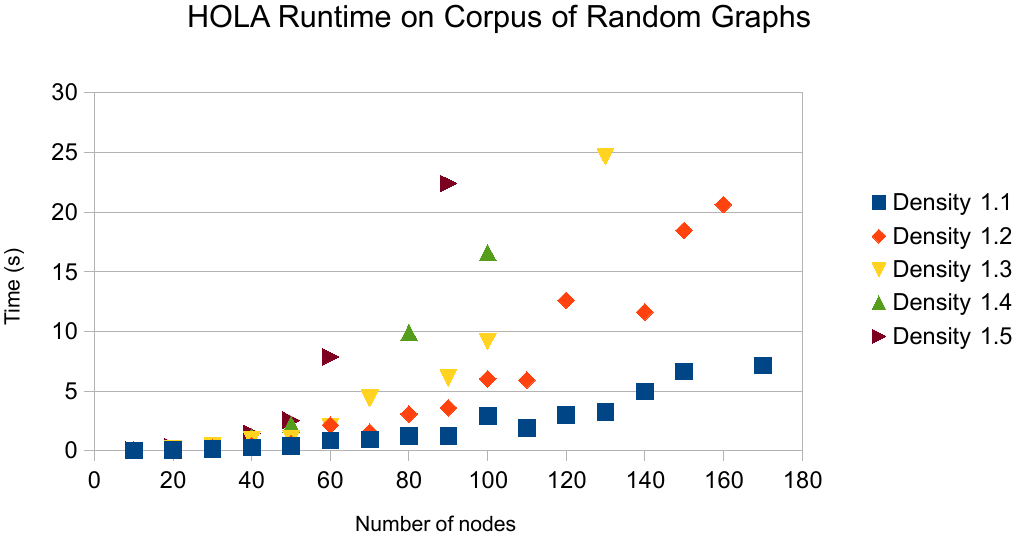 HOLA Runtime on Corpus of Random Graphs
30
25
20
15
10
5
0
Time (s)
0 20 40 60 80 100 120 140 160 180
Number of nodes
Density 1.1
Density 1.2
Density 1.3
Density 1.4
Density 1.5